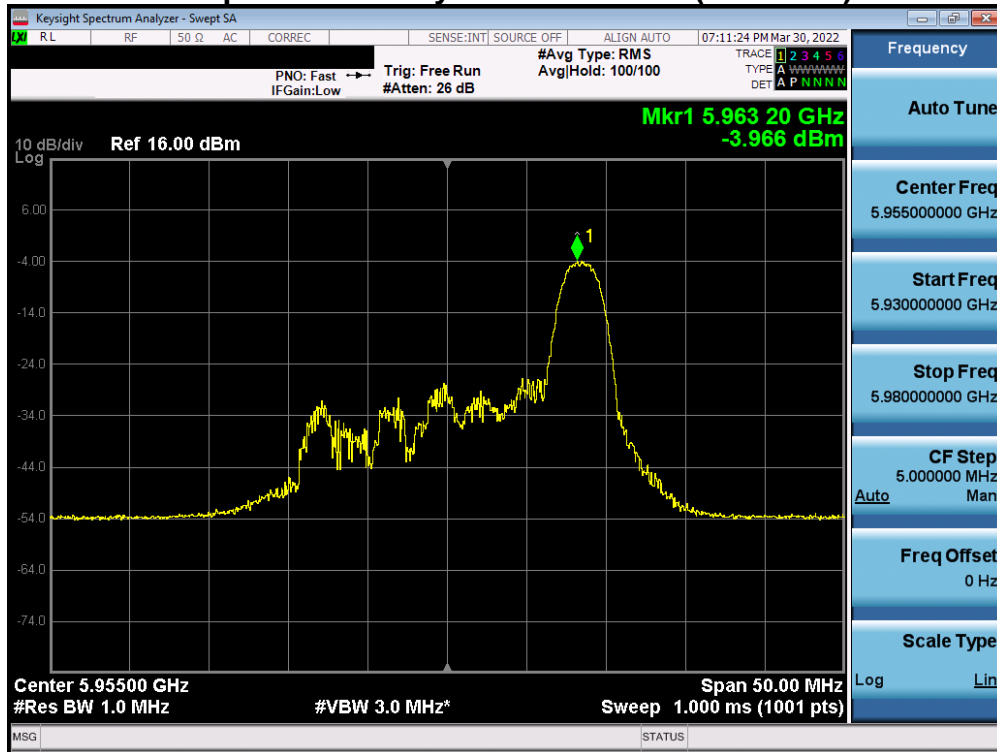 Keysight Spectrum Analyzer - Swept SA
LXI RL RF 50 Ω AC CORREC SENSE:INT SOURCE OFF ALIGN AUTO 07:11:24 PM Mar 30, 2022
PNO: Fast
IFGain:Low
Trig: Free Run
#Atten: 26 dB
#Avg Type: RMS
Avg|Hold: 100/100
TRACE 1 2 3 4 5 6
TYPE A WWWWW
DET A P N N N N
Mkr1 5.963 20 GHz
-3.966 dBm
10 dB/div Ref 16.00 dBm
Log
1
6.00
-4.00
-14.0
-24.0
-34.0
-44.0
-54.0
-64.0
-74.0
Center 5.95500 GHz Span 50.00 MHz
#Res BW 1.0 MHz #VBW 3.0 MHz* Sweep 1.000 ms (1001 pts)
MSG STATUS
Frequency
Auto Tune
Center Freq
5.955000000 GHz
Start Freq
5.930000000 GHz
Stop Freq
5.980000000 GHz
CF Step
5.000000 MHz
Auto Man
Freq Offset
0 Hz
Scale Type
Log Lin